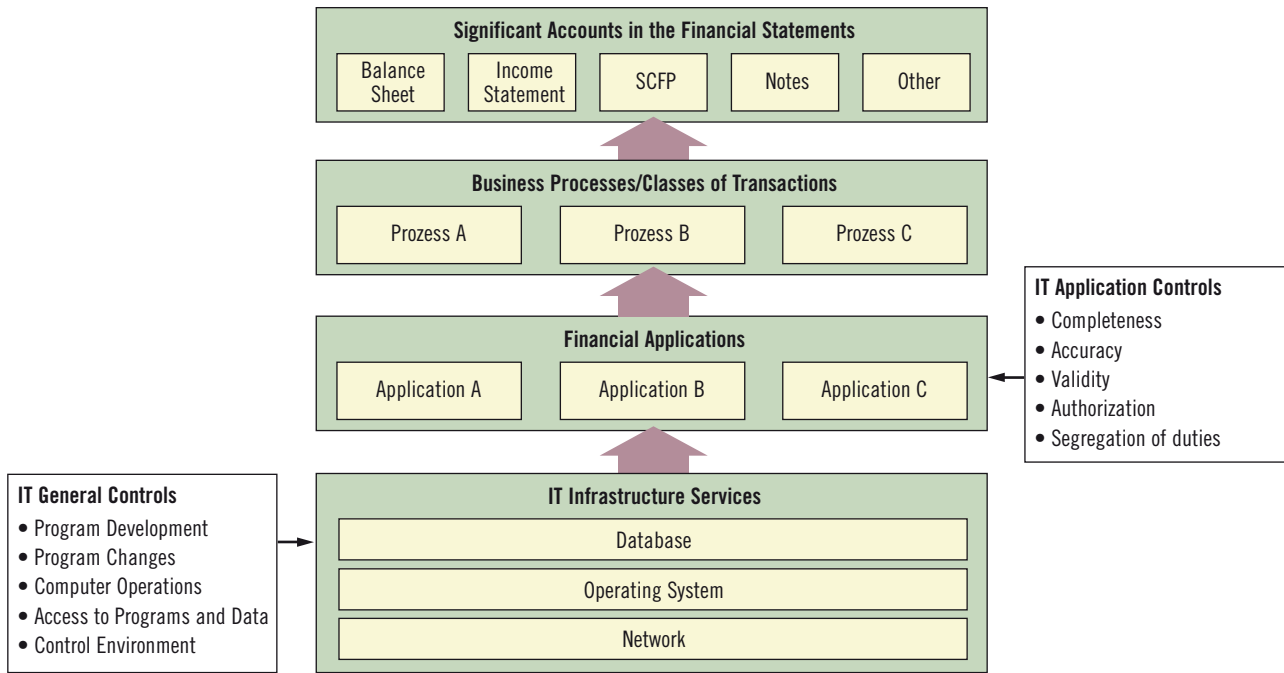 Significant Accounts in the Financial Statements
Balance
Sheet
Income
Statement
SCFP
Notes
Other
Business Processes/Classes of Transactions
Prozess A
Prozess B
Prozess C
Financial Applications
Application A
Application B
Application C
IT Application Controls
• Completeness
• Accuracy
• Validity
• Authorization
• Segregation of duties
IT General Controls
• Program Development
• Program Changes
• Computer Operations
• Access to Programs and Data
• Control Environment
IT Infrastructure Services
Database
Operating System
Network